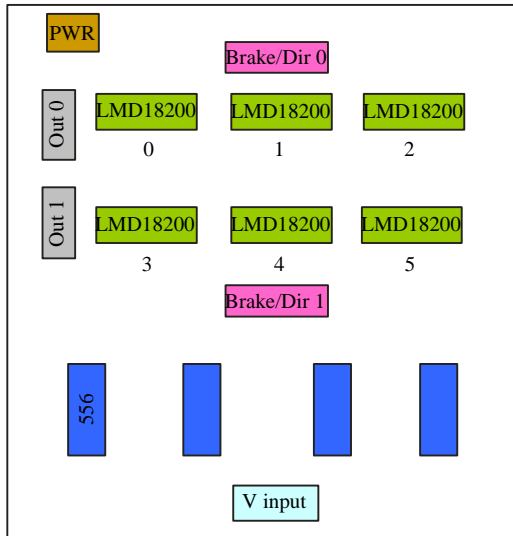 PWR
Brake/Dir 0
Out 0
LMD18200
LMD18200
LMD18200
0
1
2
Out 1
LMD18200
LMD18200
LMD18200
3
4
5
Brake/Dir 1
556
V input